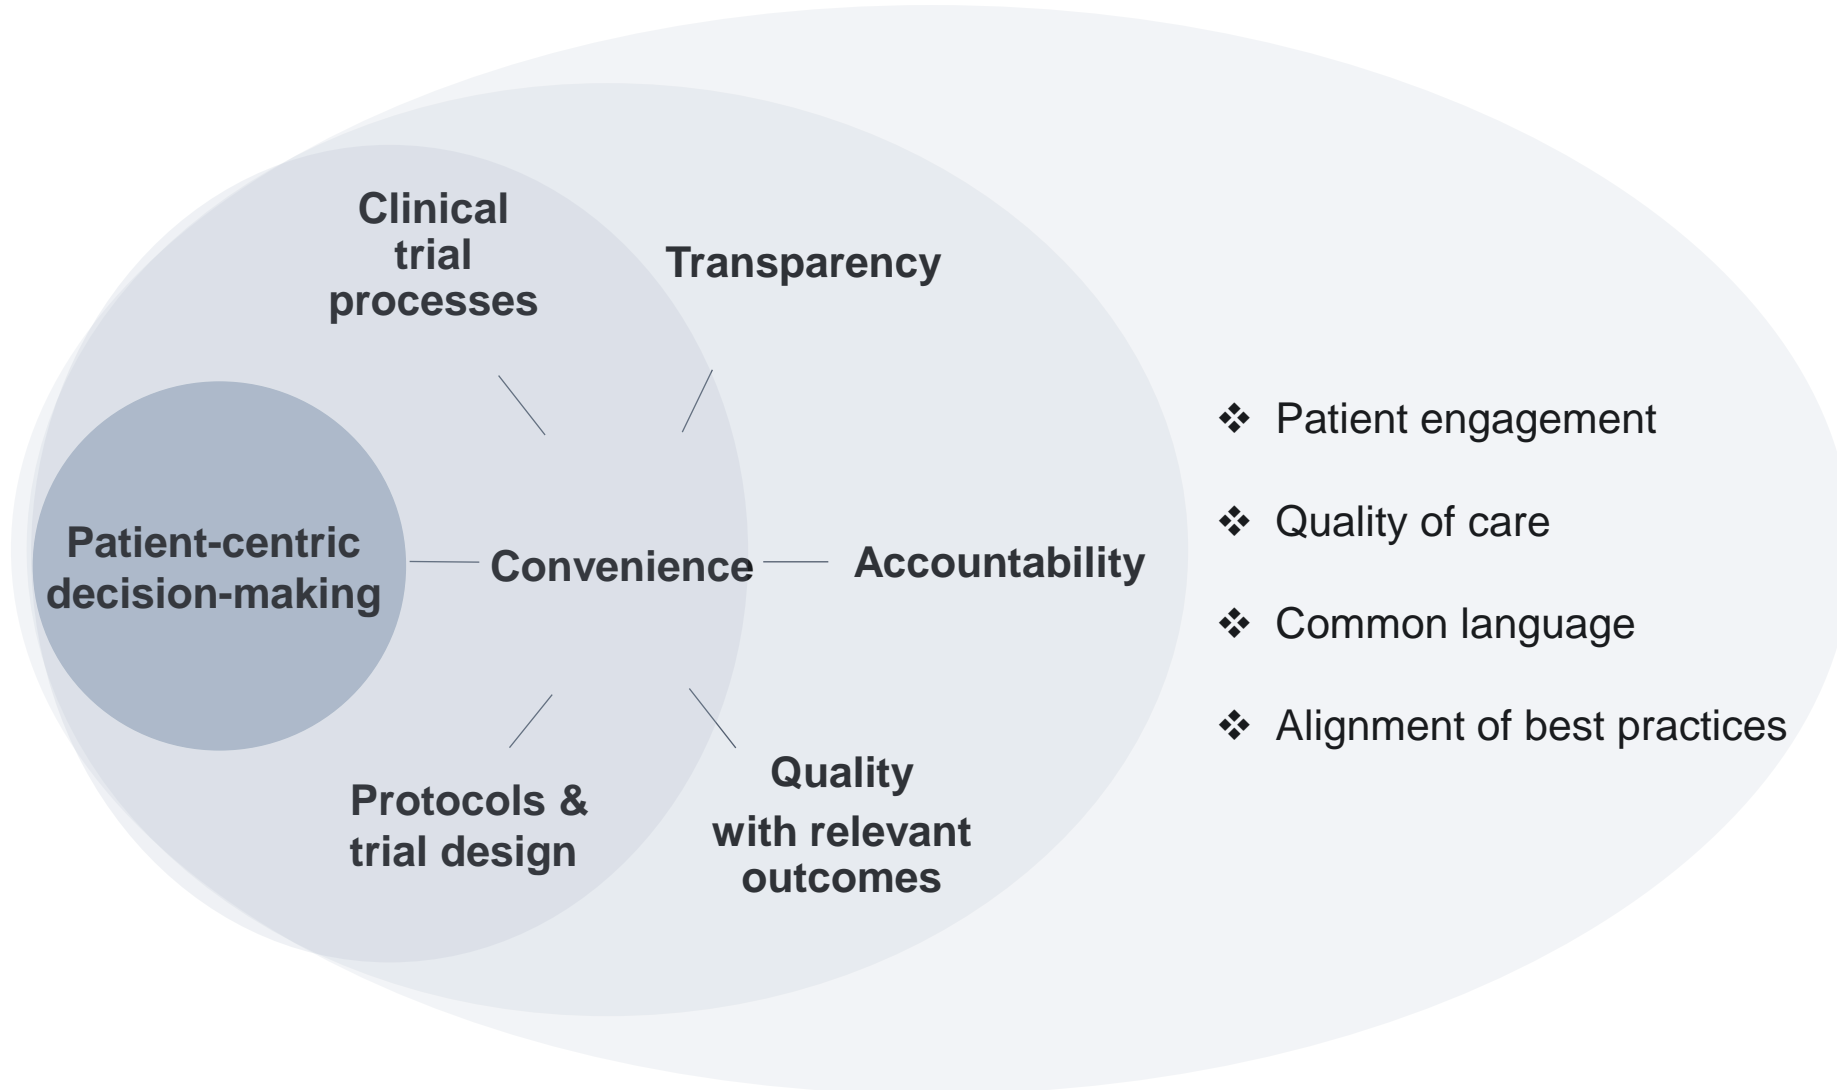 Clinical
trial
processes
Transparency
Patient-centric
decision-making
Convenience
Accountability
Protocols &
trial design
Quality
with relevant
outcomes
❖ Patient engagement
❖ Quality of care
❖ Common language
❖ Alignment of best practices